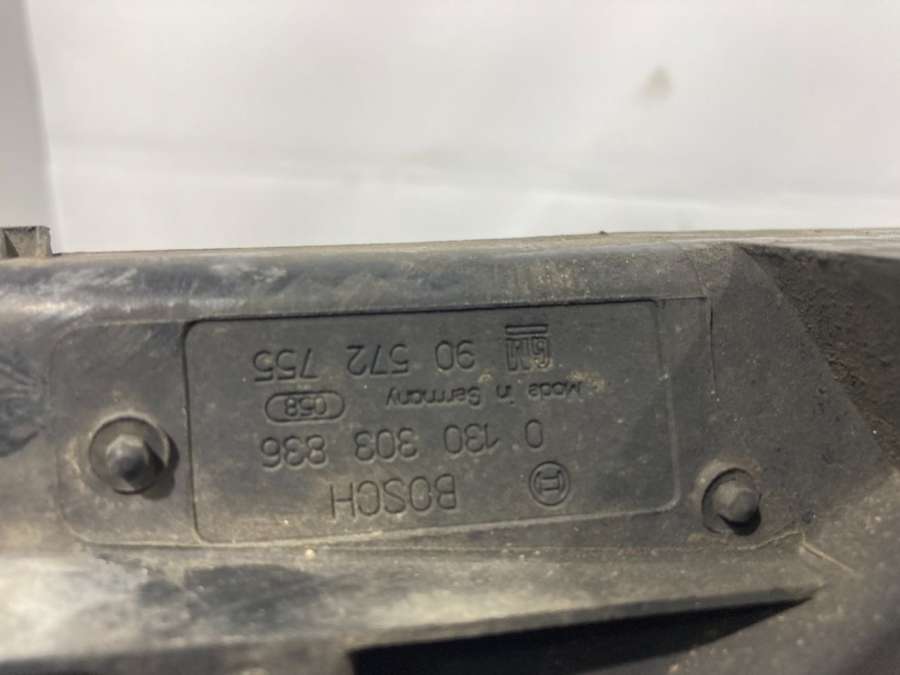 BOSCH
0 130 303 836
Made in Germany 058
GM 90 572 755